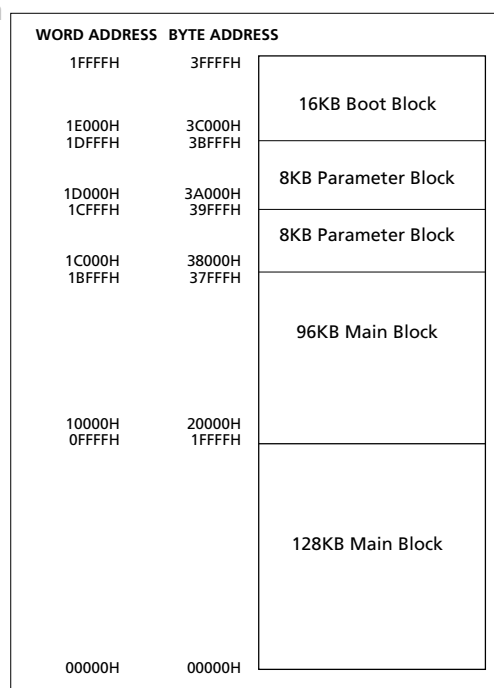 WORD ADDRESS BYTE ADDRESS
1FFFFH 3FFFFH
16KB Boot Block
1E000H 3C000H
1DFFFH 3BFFFH
8KB Parameter Block
1D000H 3A000H
1CFFFH 39FFFH
8KB Parameter Block
1C000H 38000H
1BFFFH 37FFFH
96KB Main Block
10000H 20000H
0FFFFH 1FFFFH
128KB Main Block
00000H 00000H